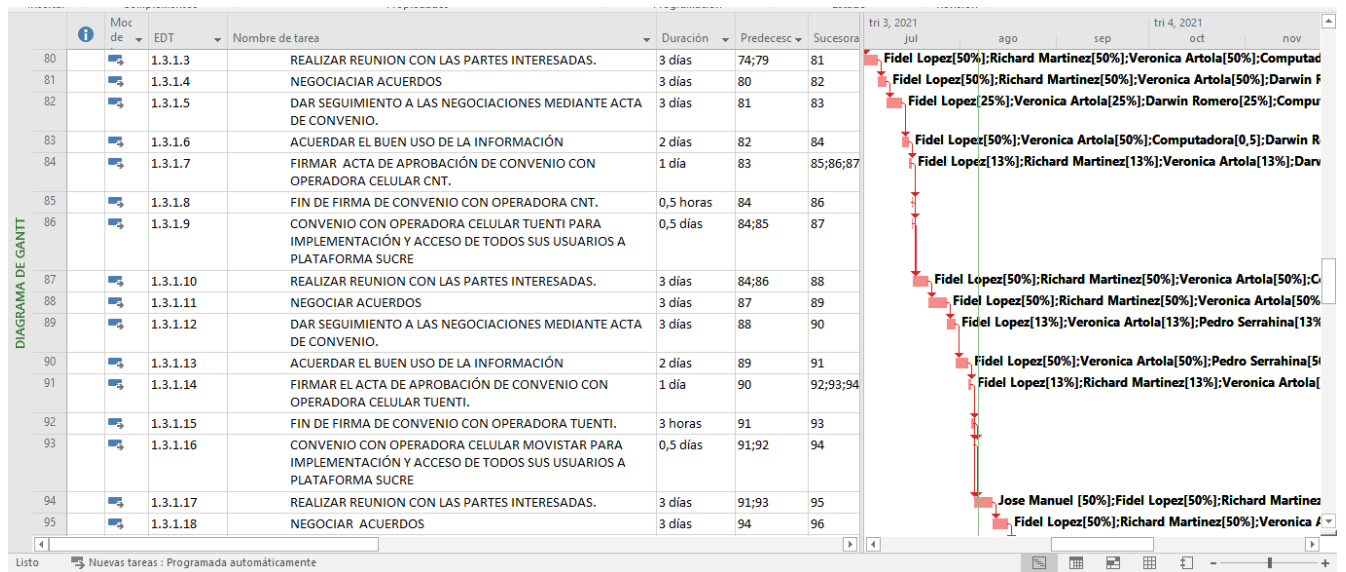 tri 3, 2021 tri 4, 2021
Moc
de EDT Nombre de tarea Duración Predecesc Sucesora jul ago sep oct nov
80 1.3.1.3 REALIZAR REUNION CON LAS PARTES INTERESADAS. 3 días 74;79 81 Fidel Lopez[50%];Richard Martinez[50%];Veronica Artola[50%];Computad
81 1.3.1.4 NEGOCIACIAR ACUERDOS 3 días 80 82 Fidel Lopez[50%];Richard Martinez[50%];Veronica Artola[50%];Darwin R
82 1.3.1.5 DAR SEGUIMIENTO A LAS NEGOCIACIONES MEDIANTE ACTA 3 días 81 83 Fidel Lopez[25%];Veronica Artola[25%];Darwin Romero[25%];Compu
DE CONVENIO.
83 1.3.1.6 ACUERDAR EL BUEN USO DE LA INFORMACIÓN 2 días 82 84 Fidel Lopez[50%];Veronica Artola[50%];Computadora[0,5];Darwin R
84 1.3.1.7 FIRMAR ACTA DE APROBACIÓN DE CONVENIO CON 1 día 83 85;86;87 Fidel Lopez[13%];Richard Martinez[13%];Veronica Artola[13%];Darv
OPERADORA CELULAR CNT.
85 1.3.1.8 FIN DE FIRMA DE CONVENIO CON OPERADORA CNT. 0,5 horas 84 86
86 1.3.1.9 CONVENIO CON OPERADORA CELULAR TUENTI PARA 0,5 días 84;85 87
IMPLEMENTACIÓN Y ACCESO DE TODOS SUS USUARIOS A
PLATAFORMA SUCRE
87 1.3.1.10 REALIZAR REUNION CON LAS PARTES INTERESADAS. 3 días 84;86 88 Fidel Lopez[50%];Richard Martinez[50%];Veronica Artola[50%];C
88 1.3.1.11 NEGOCIAR ACUERDOS 3 días 87 89 Fidel Lopez[50%];Richard Martinez[50%];Veronica Artola[50%
89 1.3.1.12 DAR SEGUIMIENTO A LAS NEGOCIACIONES MEDIANTE ACTA 3 días 88 90 Fidel Lopez[13%];Veronica Artola[13%];Pedro Serrahina[13%
DE CONVENIO.
90 1.3.1.13 ACUERDAR EL BUEN USO DE LA INFORMACIÓN 2 días 89 91 Fidel Lopez[50%];Veronica Artola[50%];Pedro Serrahina[5
91 1.3.1.14 FIRMAR EL ACTA DE APROBACIÓN DE CONVENIO CON 1 día 90 92;93;94 Fidel Lopez[13%];Richard Martinez[13%];Veronica Artola[
OPERADORA CELULAR TUENTI.
92 1.3.1.15 FIN DE FIRMA DE CONVENIO CON OPERADORA TUENTI. 3 horas 91 93
93 1.3.1.16 CONVENIO CON OPERADORA CELULAR MOVISTAR PARA 0,5 días 91;92 94
IMPLEMENTACIÓN Y ACCESO DE TODOS SUS USUARIOS A
PLATAFORMA SUCRE
94 1.3.1.17 REALIZAR REUNION CON LAS PARTES INTERESADAS. 3 días 91;93 95 Jose Manuel [50%];Fidel Lopez[50%];Richard Martinez
95 1.3.1.18 NEGOCIAR ACUERDOS 3 días 94 96 Fidel Lopez[50%];Richard Martinez[50%];Veronica A
DIAGRAMA DE GANTT
Listo Nuevas tareas : Programada automáticamente